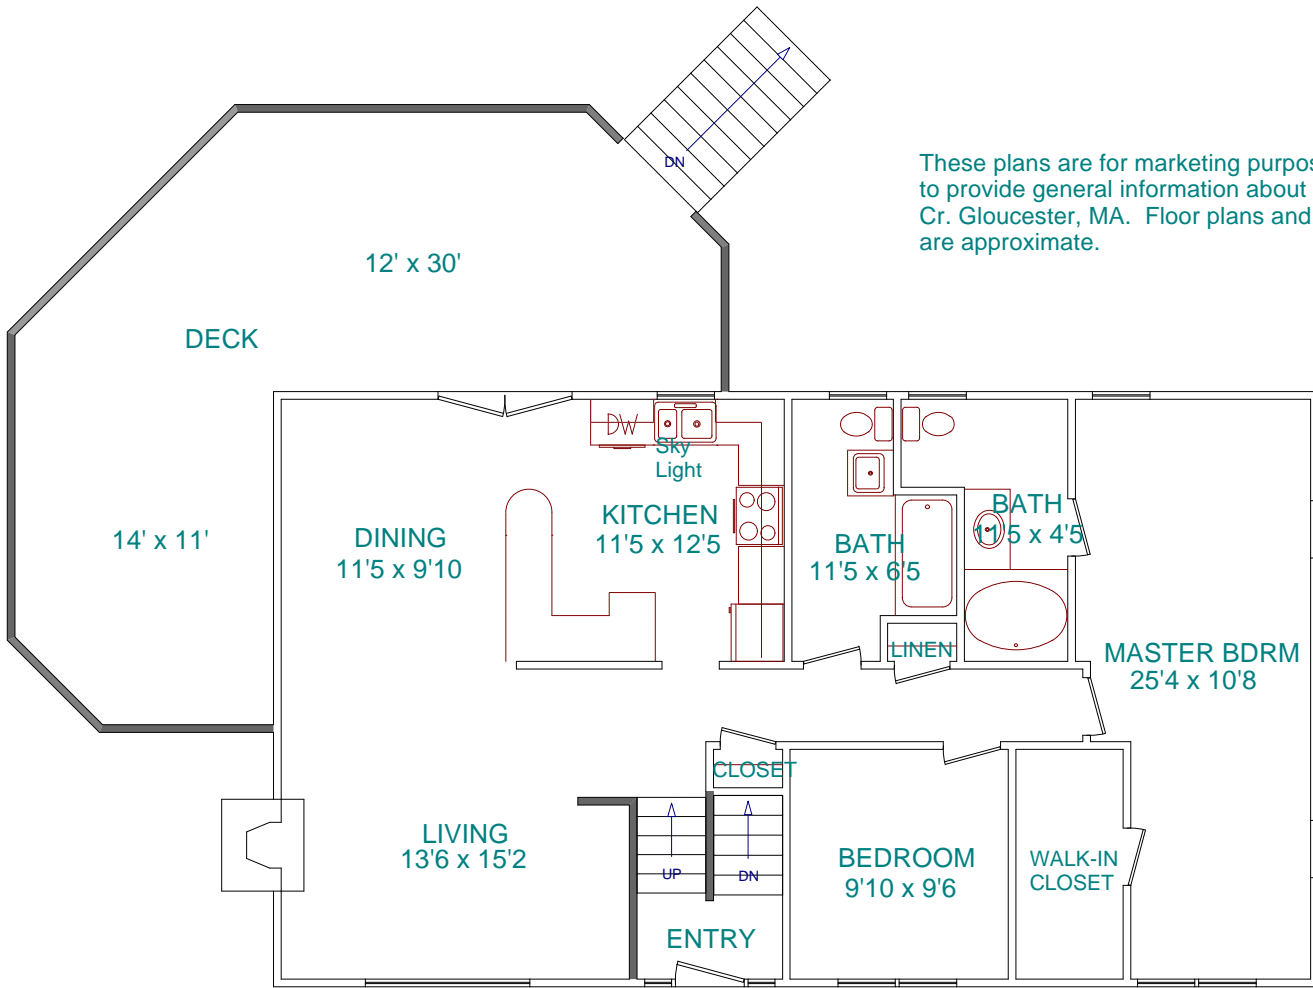 DN
These plans are for marketing
to provide general information about
Cr. Gloucester, MA. Floor plans and
are approximate.
12' x 30'
DECK
DW
Sky
Light
14' x 11'
DINING
11'5 x 9'10
KITCHEN
11'5 x 12'5
BATH
11'5 x 6'5
BATH
11'5 x 4'5
LINEN
MASTER BDRM
25'4 x 10'8
CLOSET
LIVING
13'6 x 15'2
UP
DN
BEDROOM
9'10 x 9'6
WALK-IN
CLOSET
ENTRY